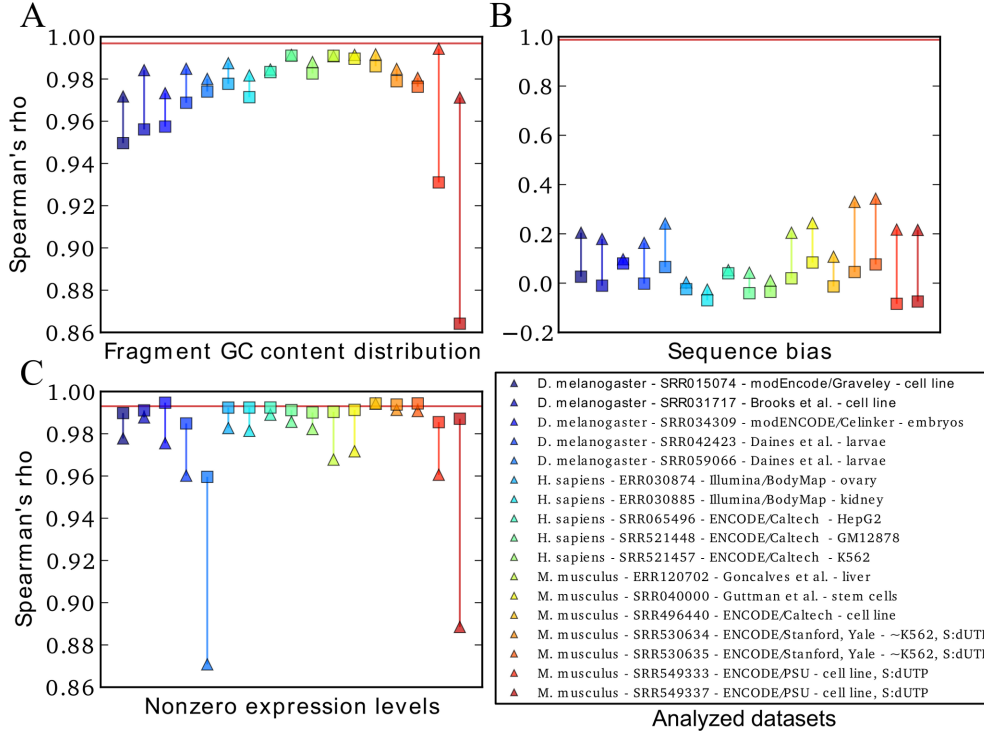 A
B
1.00
0.98
0.96
0.94
0.92
0.90
0.88
0.86
Spearman's rho
Fragment GC content distribution
1.0
0.8
0.6
0.4
0.2
0.0
−0.2
Sequence bias
C
1.00
0.98
0.96
0.94
0.92
0.90
0.88
0.86
Spearman's rho
Nonzero expression levels
D. melanogaster - SRR015074 - modEncode/Graveley - cell line
D. melanogaster - SRR031717 - Brooks et al. - cell line
D. melanogaster - SRR034309 - modENCODE/Celinker - embryos
D. melanogaster - SRR042423 - Daines et al. - larvae
D. melanogaster - SRR059066 - Daines et al. - larvae
H. sapiens - ERR030874 - Illumina/BodyMap - ovary
H. sapiens - ERR030885 - Illumina/BodyMap - kidney
H. sapiens - SRR065496 - ENCODE/Caltech - HepG2
H. sapiens - SRR521448 - ENCODE/Caltech - GM12878
H. sapiens - SRR521457 - ENCODE/Caltech - K562
M. musculus - ERR120702 - Goncalves et al. - liver
M. musculus - SRR040000 - Guttman et al. - stem cells
M. musculus - SRR496440 - ENCODE/Caltech - cell line
M. musculus - SRR530634 - ENCODE/Stanford, Yale - ~K562, S:dUT
M. musculus - SRR530635 - ENCODE/Stanford, Yale - ~K562, S:dUT
M. musculus - SRR549333 - ENCODE/PSU - cell line, S:dUTP
M. musculus - SRR549337 - ENCODE/PSU - cell line, S:dUTP
Analyzed datasets